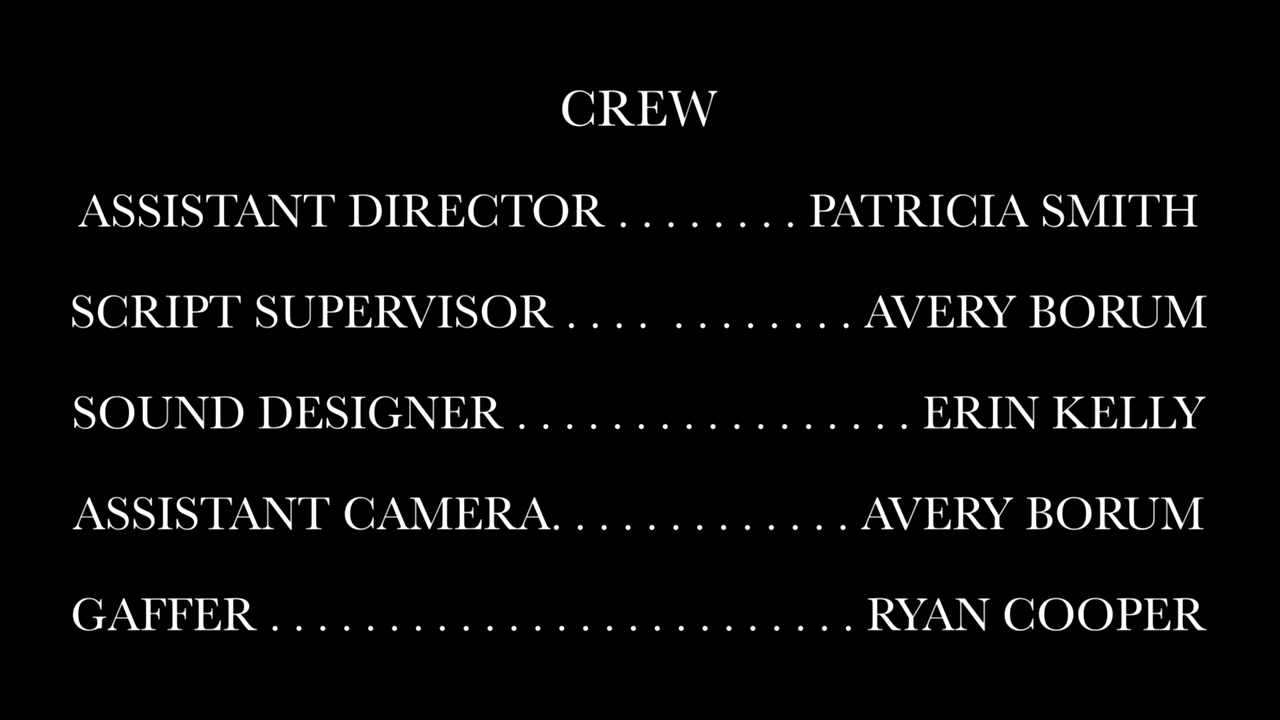 CREW
ASSISTANT DIRECTOR . . . . . . . . PATRICIA SMITH
SCRIPT SUPERVISOR . . . . . . . . . . . . AVERY BORUM
SOUND DESIGNER . . . . . . . . . . . . . . . . . ERIN KELLY
ASSISTANT CAMERA. . . . . . . . . . . . . AVERY BORUM
GAFFER . . . . . . . . . . . . . . . . . . . . . . . . . RYAN COOPER